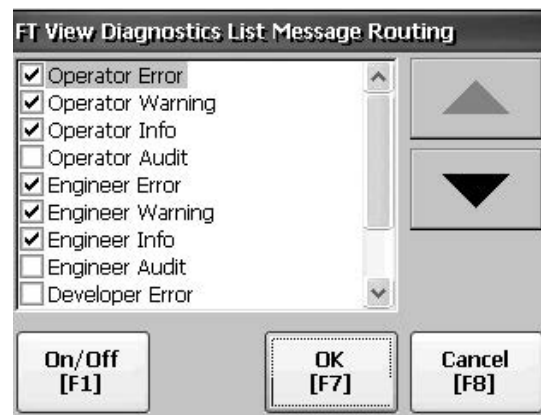 FT View Diagnostics List Message Routing
Operator Error
Operator Warning
Operator Info
Operator Audit
Engineer Error
Engineer Warning
Engineer Info
Engineer Audit
Developer Error
On/Off
[F1]
OK
[F7]
Cancel
[F8]